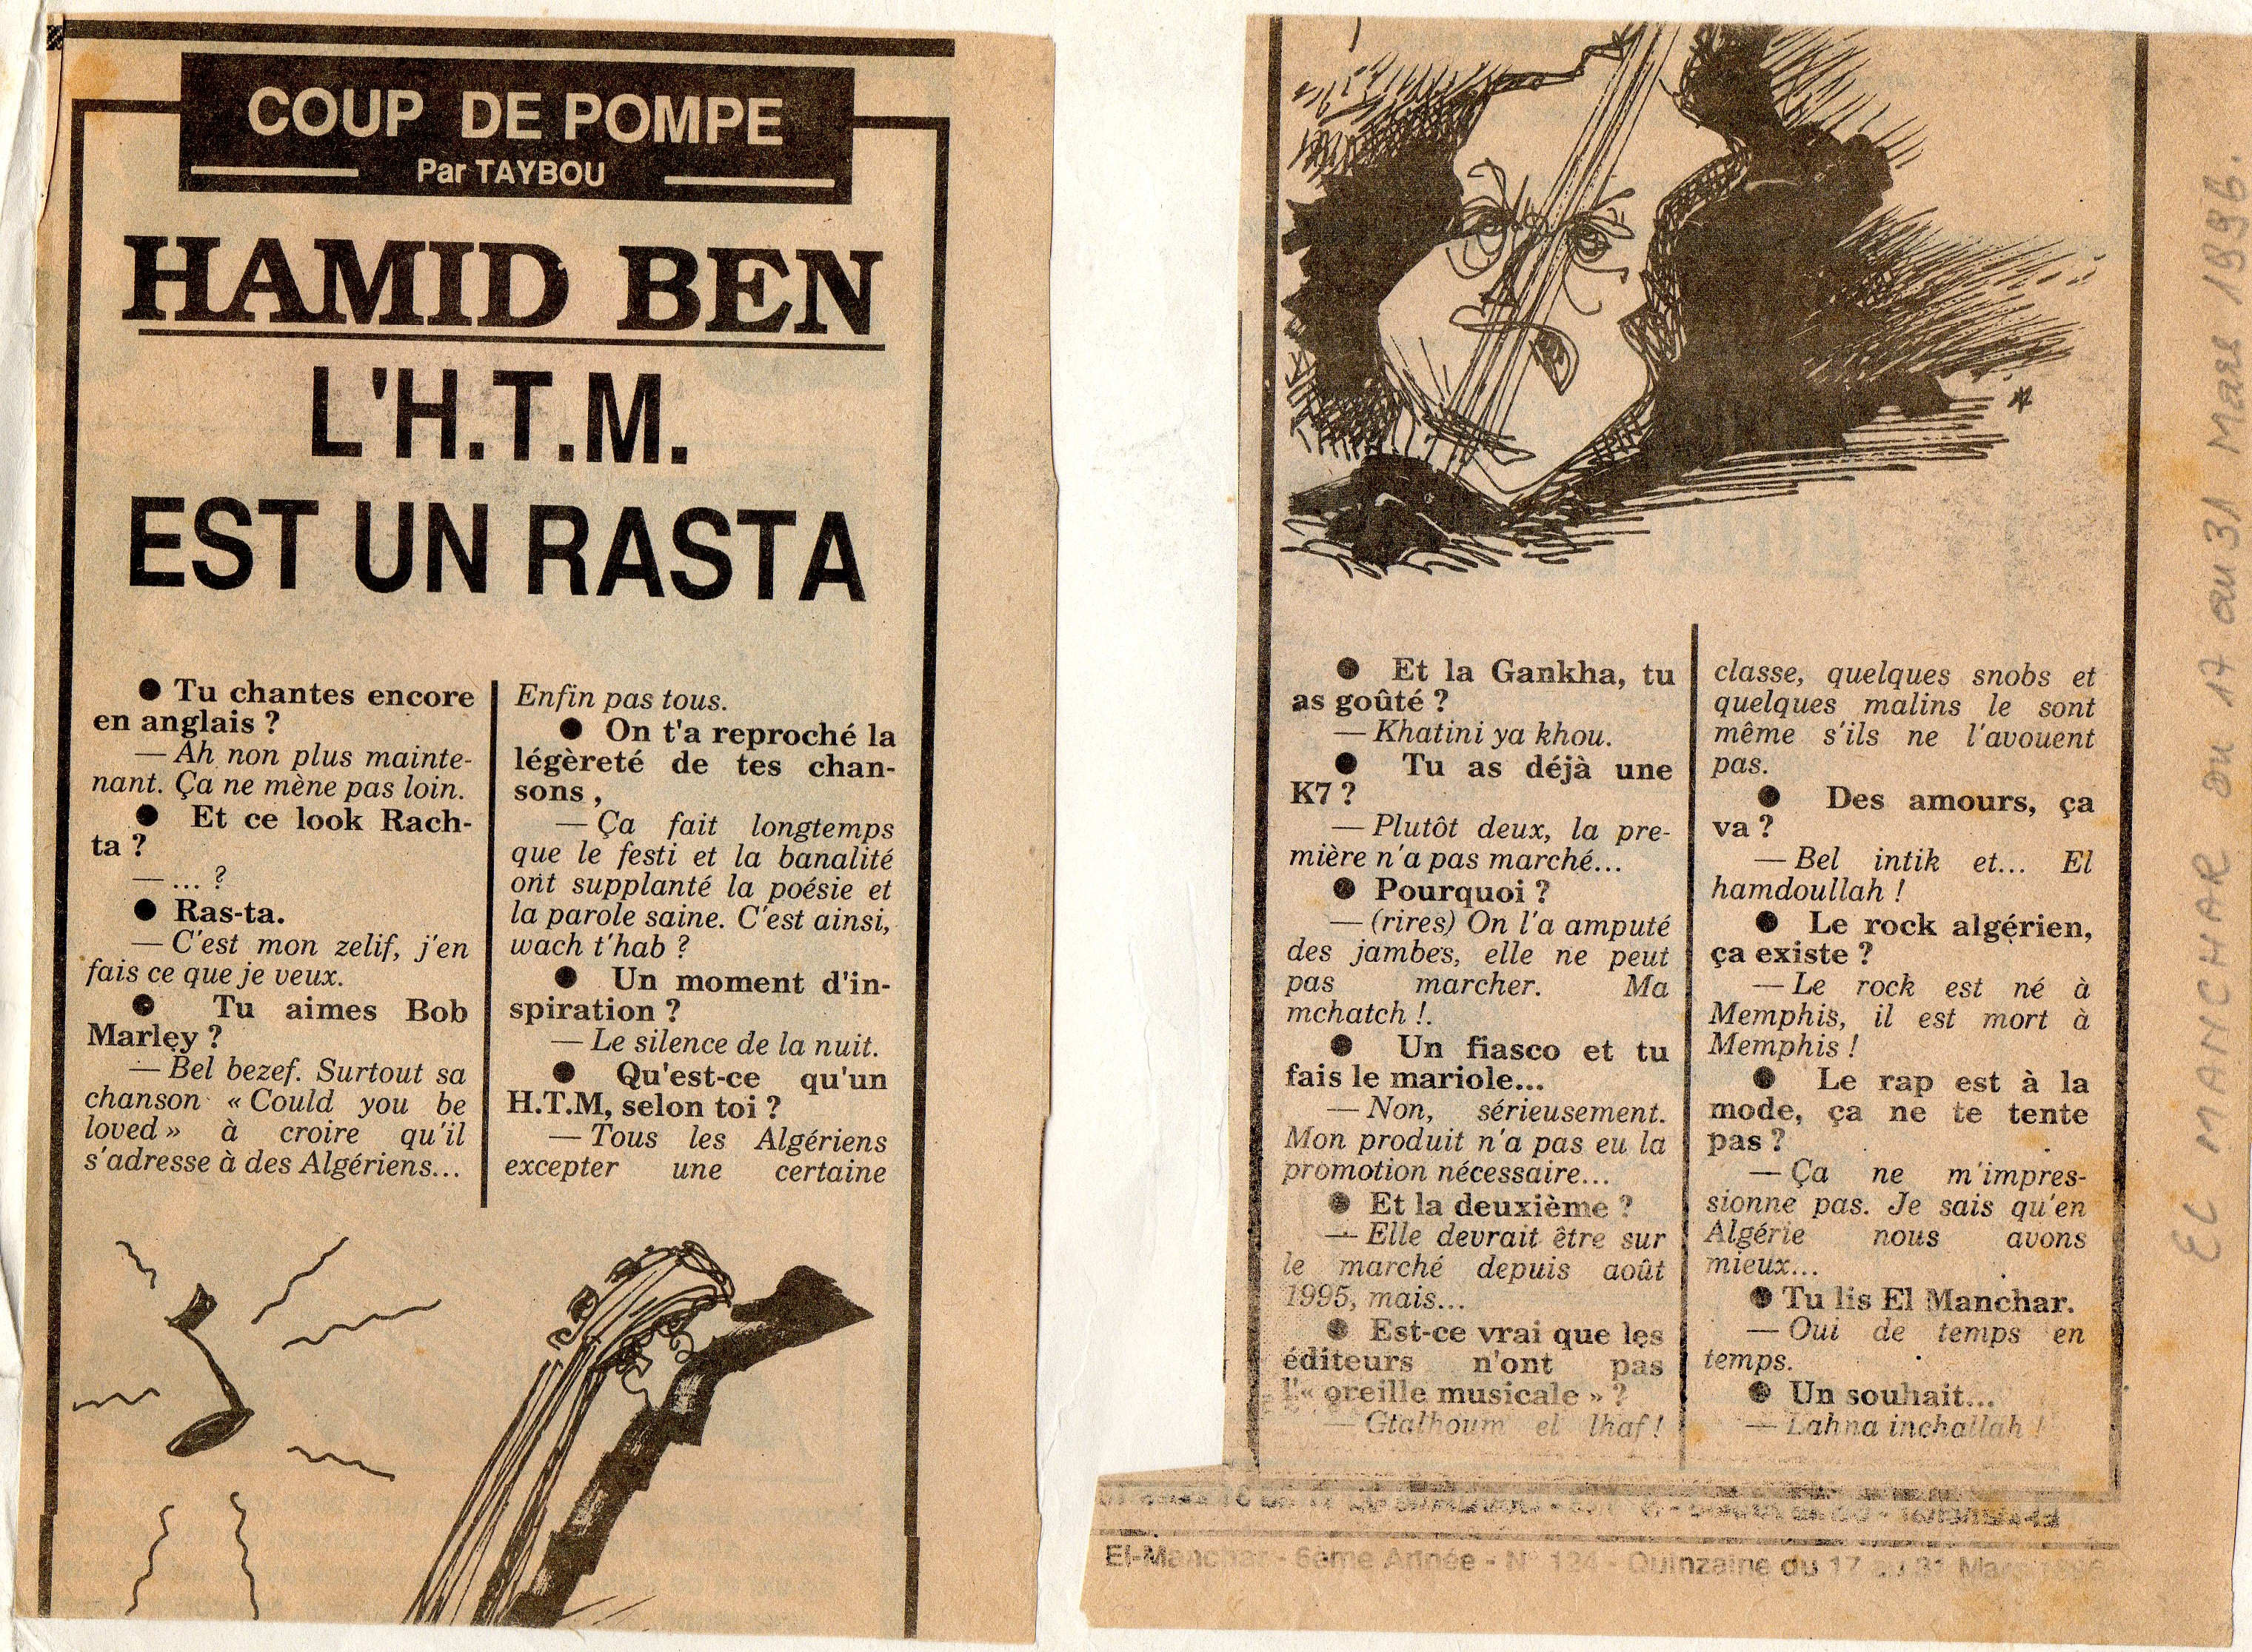 COUP DE POMPE
Par TAYBOU
HAMID BEN
L'H.T.M.
EST UN RASTA
● Tu chantes encore
en anglais ?
— Ah non plus mainte-
nant. Ça ne mène pas loin.
● Et ce look Rach-
ta ?
— ... ?
● Ras-ta.
— C'est mon zelif, j'en
fais ce que je veux.
● Tu aimes Bob
Marley ?
— Bel bezef. Surtout sa
chanson « Could you be
loved » à croire qu'il
s'adresse à des Algériens...
Enfin pas tous.
● On t'a reproché la
légèreté de tes chan-
sons ,
— Ça fait longtemps
que le festi et la banalité
ont supplanté la poésie et
la parole saine. C'est ainsi,
wach t'hab ?
● Un moment d'in-
spiration ?
— Le silence de la nuit.
● Qu'est-ce qu'un
H.T.M, selon toi ?
— Tous les Algériens
excepter une certaine
● Et la Gankha, tu
as goûté ?
— Khatini ya khou.
● Tu as déjà une
K7 ?
— Plutôt deux, la pre-
mière n'a pas marché...
● Pourquoi ?
— (rires) On l'a amputé
des jambes, elle ne peut
pas marcher. Ma
mchatch !.
● Un fiasco et tu
fais le mariole...
— Non, sérieusement.
Mon produit n'a pas eu la
promotion nécessaire...
● Et la deuxième ?
— Elle devrait être sur
le marché depuis août
1995, mais...
● Est-ce vrai que les
éditeurs n'ont pas
l'« oreille musicale » ?
— Gtalhoum el lhaf !
classe, quelques snobs et
quelques malins le sont
même s'ils ne l'avouent
pas.
● Des amours, ça
va ?
— Bel intik et... El
hamdoullah !
● Le rock algérien,
ça existe ?
— Le rock est né à
Memphis, il est mort à
Memphis !
● Le rap est à la
mode, ça ne te tente
pas ?
— Ça ne m'impres-
sionne pas. Je sais qu'en
Algérie nous avons
mieux...
● Tu lis El Manchar.
— Oui de temps en
temps.
● Un souhait...
— Lahna inchallah !
El-Manchar - 6ème Année - N° 124 - Quinzaine du 17 au 31 Mars 1996
EL MANCHAR du 17 au 31 Mars 1996.